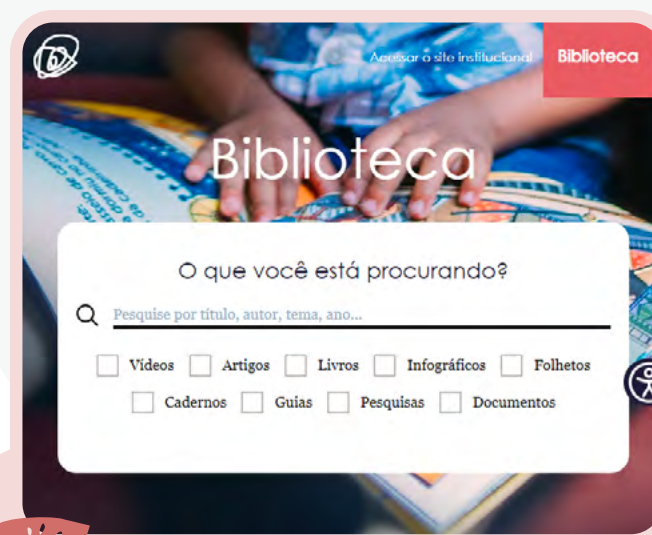 Acessar o site institucional
Biblioteca
Biblioteca
O que você está procurando?
Pesquise por título, autor, tema, ano...
Vídeos Artigos Livros Infográficos Folhetos
Cadernos Guias Pesquisas Documentos